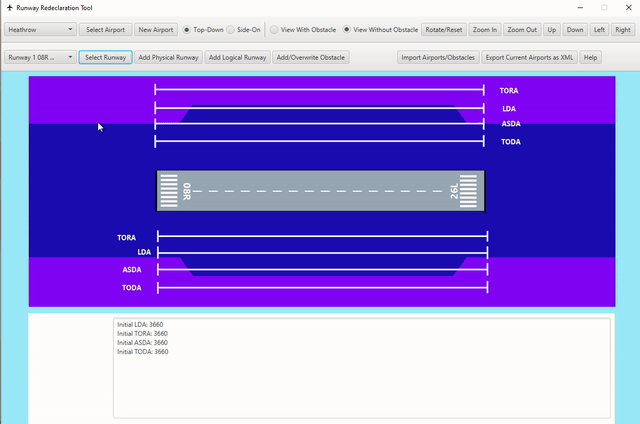 Runway Redeclaration Tool
Heathrow Select Airport New Airport Top-Down Side-On View With Obstacle View Without Obstacle Rotate/Reset Zoom In Zoom Out Up Down Left Right
Runway 1 08R ... Select Runway Add Physical Runway Add Logical Runway Add/Overwrite Obstacle Import Airports/Obstacles Export Current Airports as XML Help
TORA
LDA
ASDA
TODA
08R 26L
TORA
LDA
ASDA
TODA
Initial LDA: 3660
Initial TORA: 3660
Initial ASDA: 3660
Initial TODA: 3660